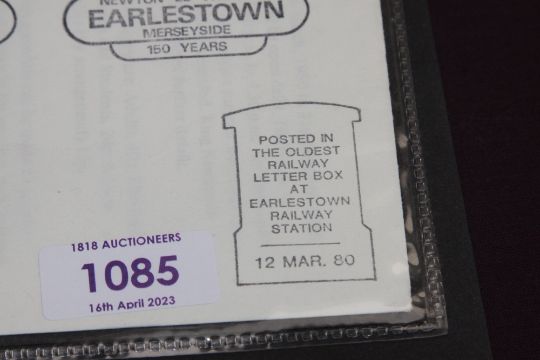 EARLESTOWN
MERSEYSIDE
150 YEARS
POSTED IN
THE OLDEST
RAILWAY
LETTER BOX
AT
EARLESTOWN
RAILWAY
STATION
12 MAR. 80
1818 AUCTIONEERS
1085
16th April 2023